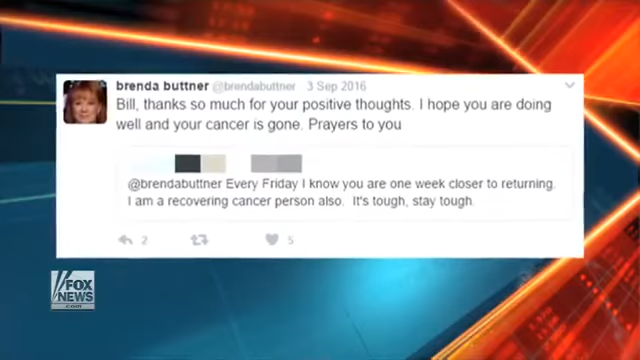 brenda buttner @brendabuttner 3 Sep 2016
Bill, thanks so much for your positive thoughts. I hope you are doing
well and your cancer is gone. Prayers to you
@brendabuttner Every Friday I know you are one week closer to returning.
I am a recovering cancer person also. It's tough, stay tough.
2 5
FOX
NEWS
.com